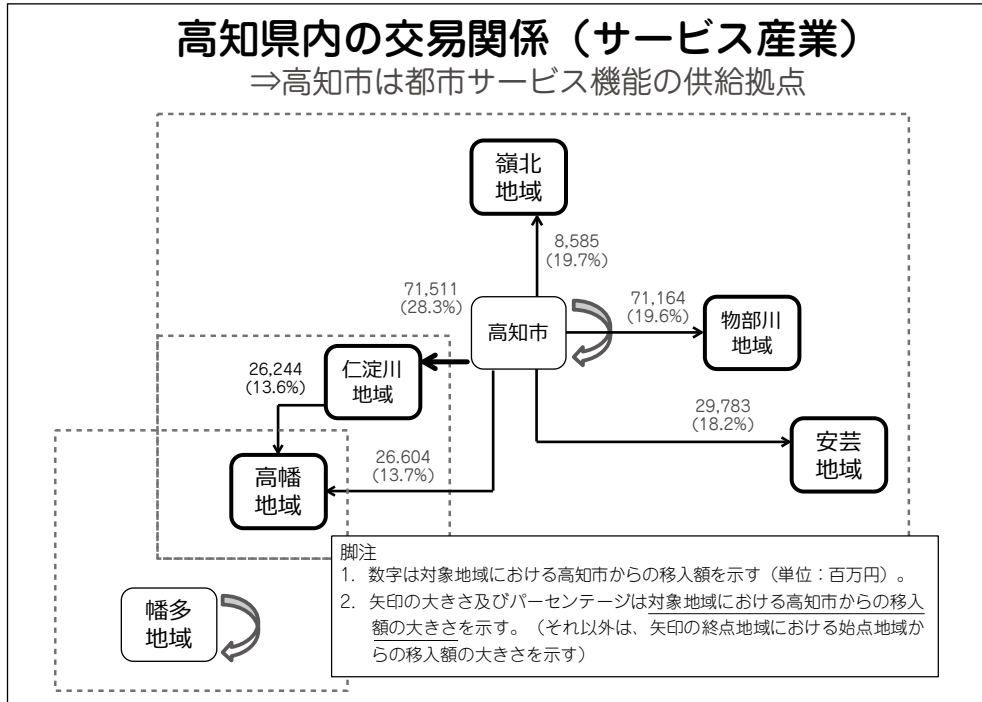 高知県内の交易関係（サービス産業）
⇒高知市は都市サービス機能の供給拠点
嶺北
地域
8,585
(19.7%)
71,511
(28.3%)
高知市
71,164
(19.6%)
物部川
地域
26,244
(13.6%)
仁淀川
地域
29,783
(18.2%)
安芸
地域
26.604
(13.7%)
高幡
地域
幡多
地域
脚注
1. 数字は対象地域における高知市からの移入額を示す（単位：百万円）。
2. 矢印の大きさ及びパーセンテージは対象地域における高知市からの移入
額の大きさを示す。（それ以外は、矢印の終点地域における始点地域か
らの移入額の大きさを示す）